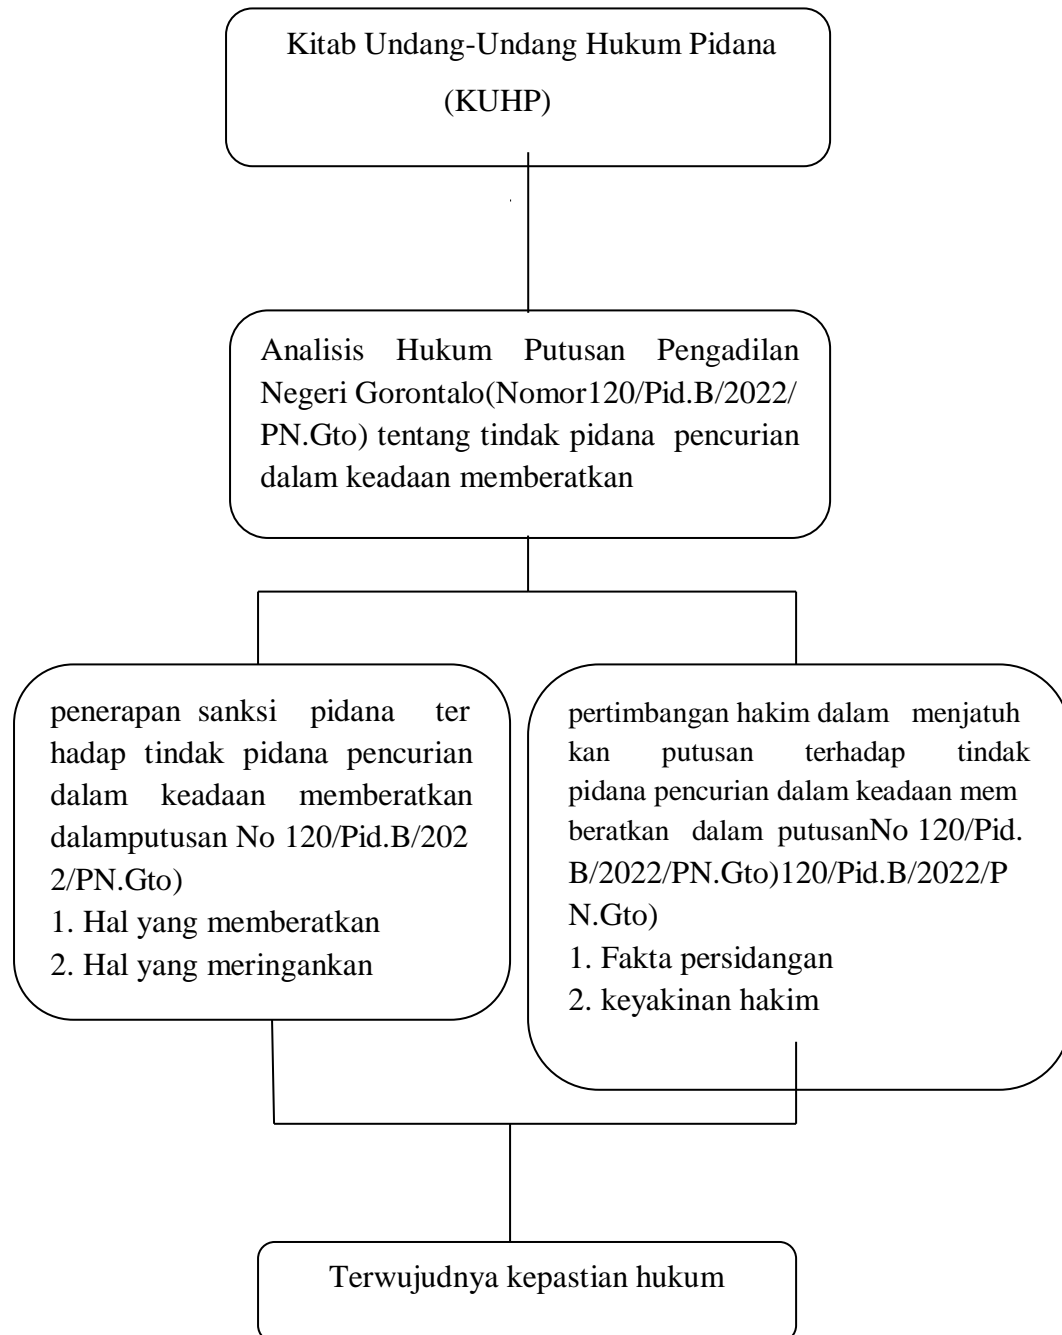 Kitab Undang-Undang Hukum Pidana
(KUHP)
Analisis Hukum Putusan Pengadilan
Negeri Gorontalo(Nomor120/Pid.B/2022/
PN.Gto) tentang tindak pidana pencurian
dalam keadaan memberatkan
penerapan sanksi pidana ter
hadap tindak pidana pencurian
dalam keadaan memberatkan
dalamputusan No 120/Pid.B/202
2/PN.Gto)
1. Hal yang memberatkan
2. Hal yang meringankan
pertimbangan hakim dalam menjatuh
kan putusan terhadap tindak
pidana pencurian dalam keadaan mem
beratkan dalam putusanNo 120/Pid.
B/2022/PN.Gto)120/Pid.B/2022/P
N.Gto)
1. Fakta persidangan
2. keyakinan hakim
Terwujudnya kepastian hukum